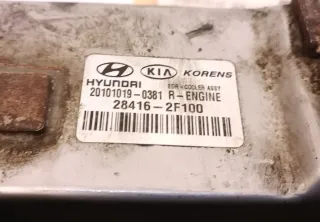 KIA KORENS
HYUNDAI EGR COOLER ASSY
20101019-0381 R-ENGINE
28416-2F100